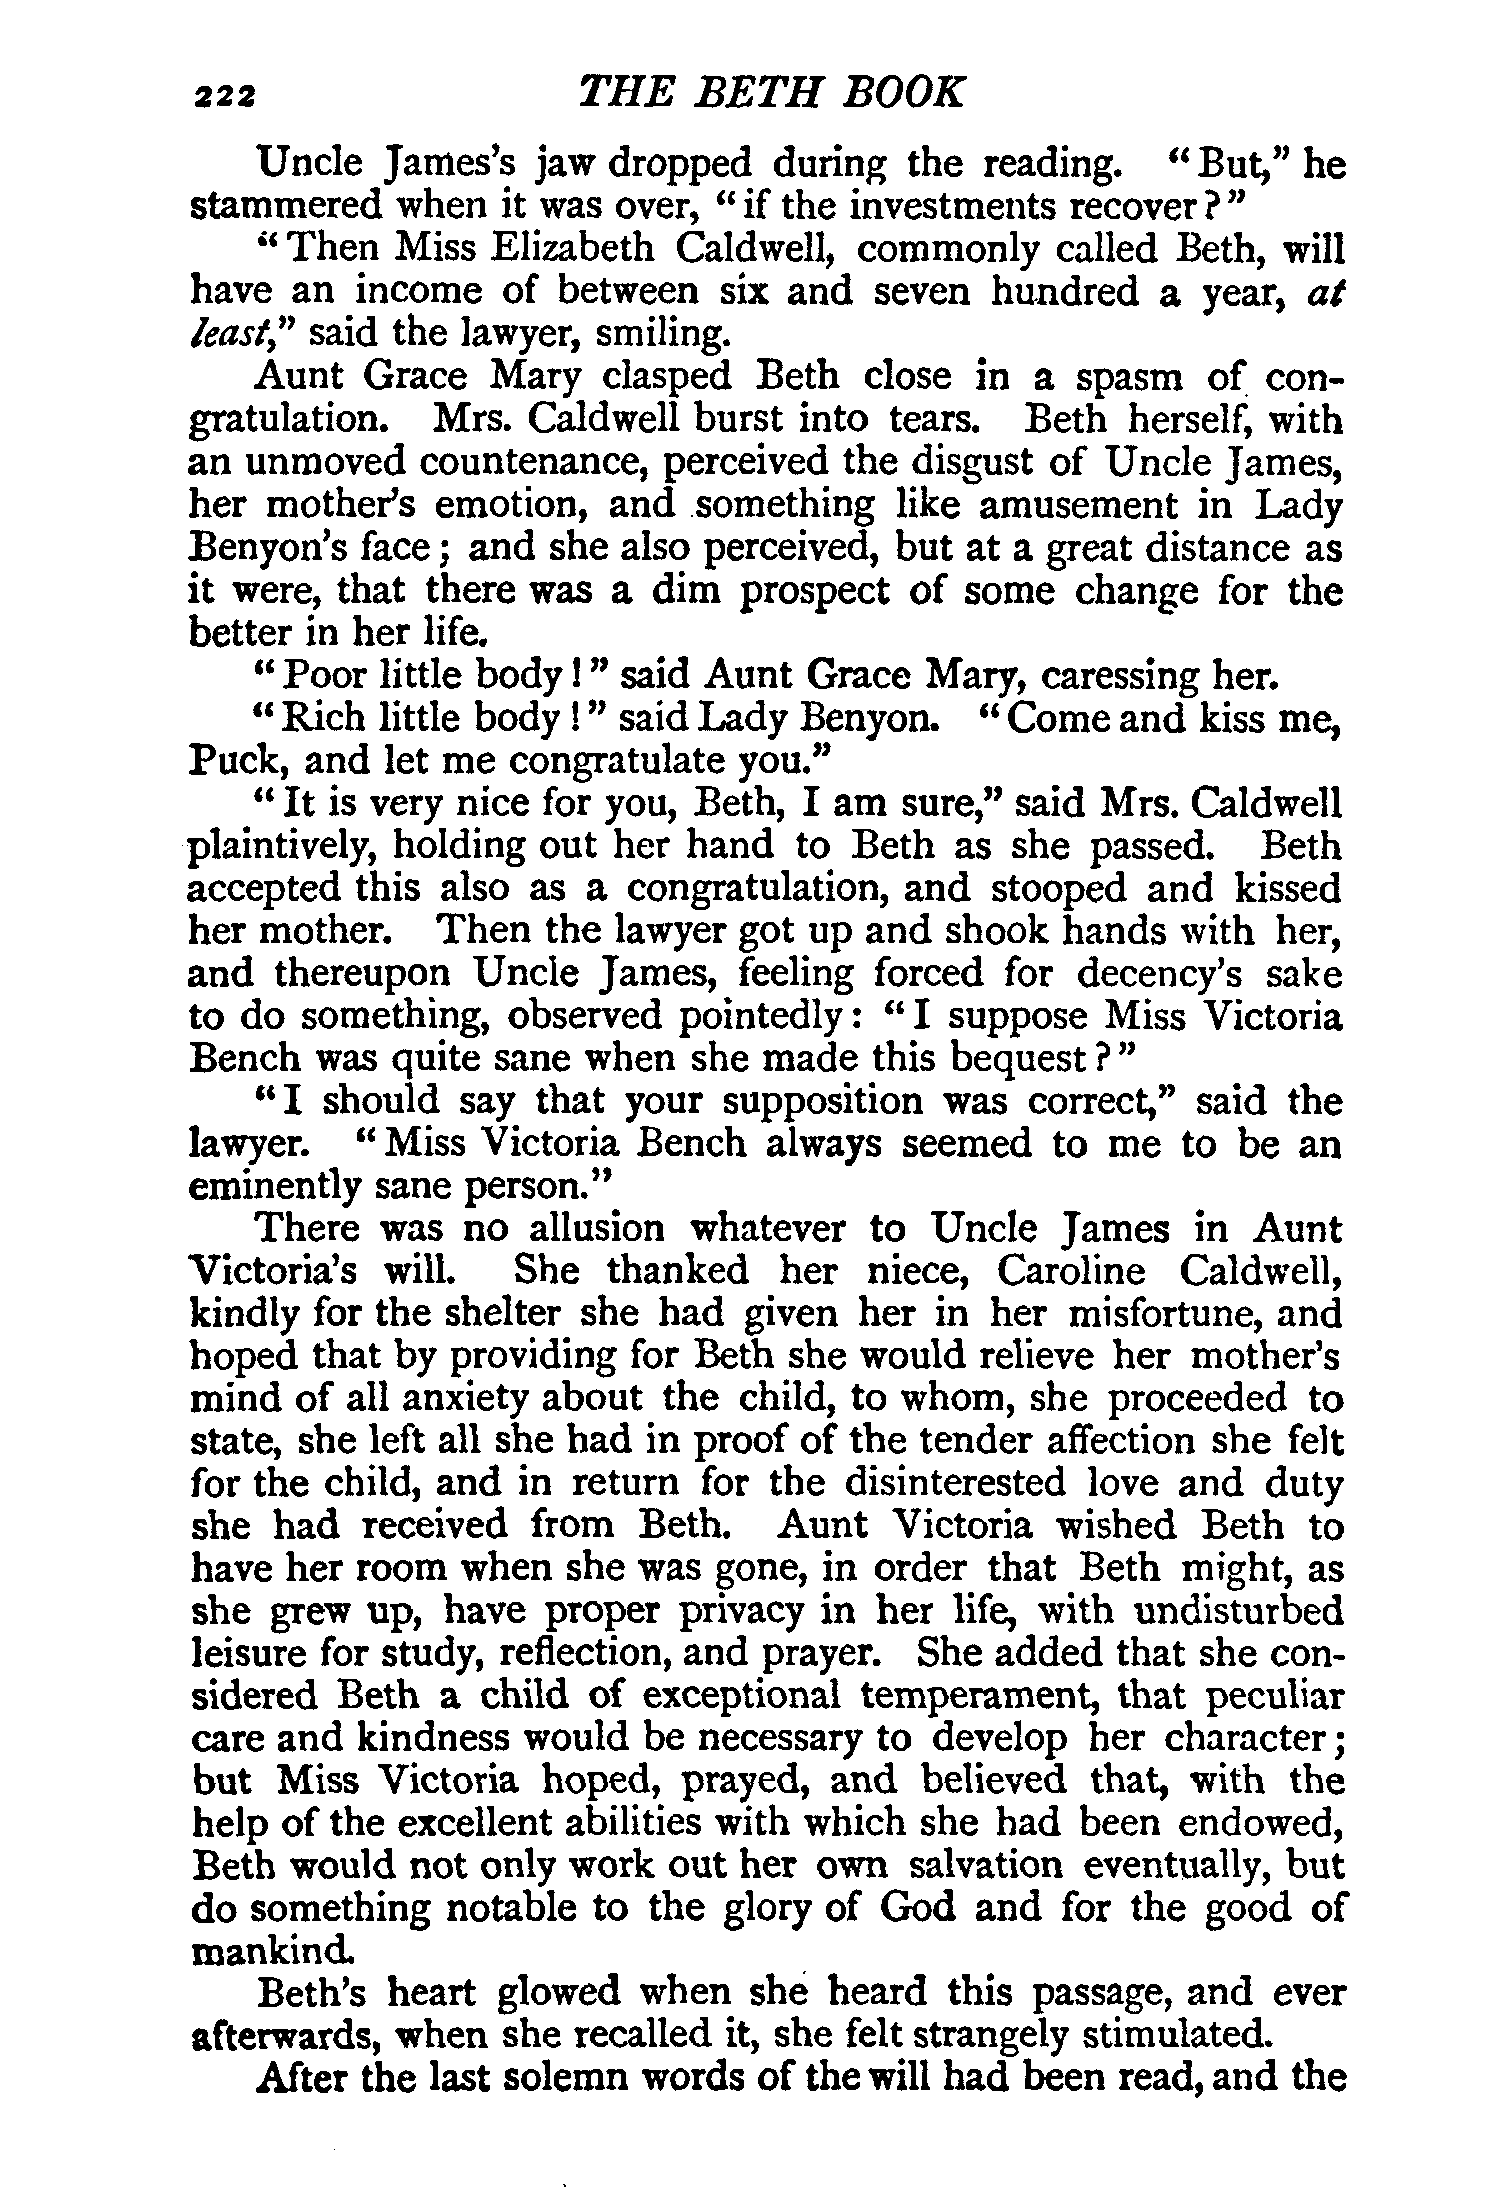 222 THE BETH BOOK
Uncle James's jaw dropped during the reading. "But," he
stammered when it was over, "if the investments recover?"
"Then Miss Elizabeth Caldwell, commonly called Beth, will
have an income of between six and seven hundred a year, at
least," said the lawyer, smiling.
Aunt Grace Mary clasped Beth close in a spasm of con-
gratulation. Mrs. Caldwell burst into tears. Beth herself, with
an unmoved countenance, perceived the disgust of Uncle James,
her mother's emotion, and something like amusement in Lady
Benyon's face; and she also perceived, but at a great distance as
it were, that there was a dim prospect of some change for the
better in her life.
"Poor little body!" said Aunt Grace Mary, caressing her.
"Rich little body!" said Lady Benyon. "Come and kiss me,
Puck, and let me congratulate you."
"It is very nice for you, Beth, I am sure," said Mrs. Caldwell
plaintively, holding out her hand to Beth as she passed. Beth
accepted this also as a congratulation, and stooped and kissed
her mother. Then the lawyer got up and shook hands with her,
and thereupon Uncle James, feeling forced for decency's sake
to do something, observed pointedly: "I suppose Miss Victoria
Bench was quite sane when she made this bequest?"
"I should say that your supposition was correct," said the
lawyer. "Miss Victoria Bench always seemed to me to be an
eminently sane person."
There was no allusion whatever to Uncle James in Aunt
Victoria's will. She thanked her niece, Caroline Caldwell,
kindly for the shelter she had given her in her misfortune, and
hoped that by providing for Beth she would relieve her mother's
mind of all anxiety about the child, to whom, she proceeded to
state, she left all she had in proof of the tender affection she felt
for the child, and in return for the disinterested love and duty
she had received from Beth. Aunt Victoria wished Beth to
have her room when she was gone, in order that Beth might, as
she grew up, have proper privacy in her life, with undisturbed
leisure for study, reflection, and prayer. She added that she con-
sidered Beth a child of exceptional temperament, that peculiar
care and kindness would be necessary to develop her character;
but Miss Victoria hoped, prayed, and believed that, with the
help of the excellent abilities with which she had been endowed,
Beth would not only work out her own salvation eventually, but
do something notable to the glory of God and for the good of
mankind.
Beth's heart glowed when she heard this passage, and ever
afterwards, when she recalled it, she felt strangely stimulated.
After the last solemn words of the will had been read, and the